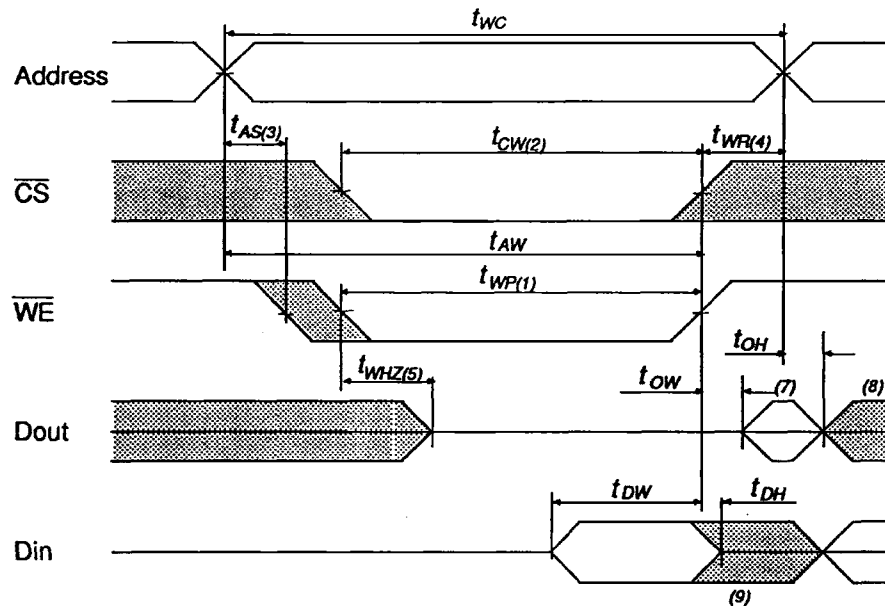 tWC
Address
tAS(3)
tCW(2)
tWR(4)
CS
tAW
WE
tWP(1)
tWHZ(5)
tOW
tOH
Dout
(7)
(8)
tDW
tDH
Din
(9)